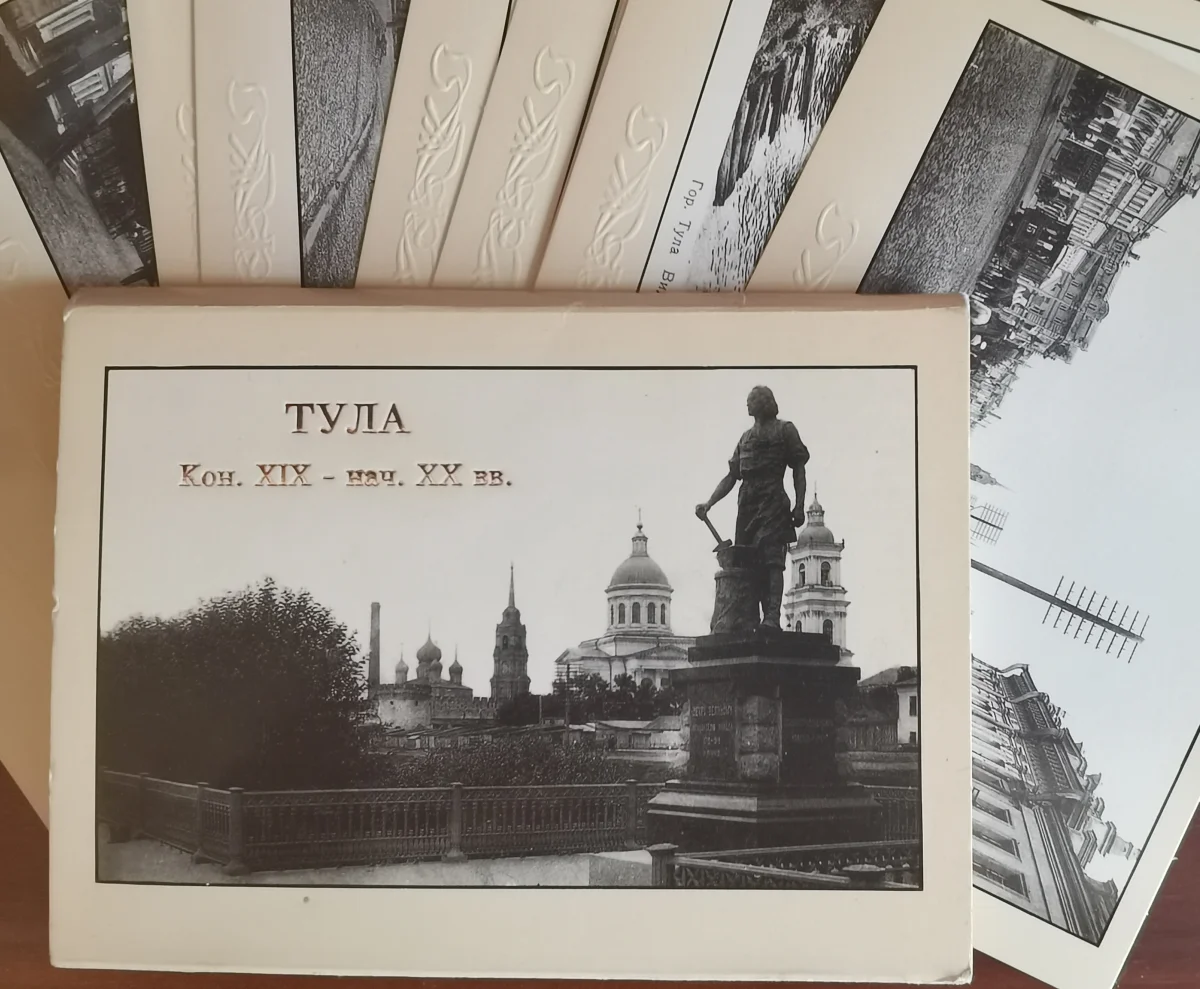 Гор. Тула
ТУЛА
Кон. XIX - нач. XX вв.